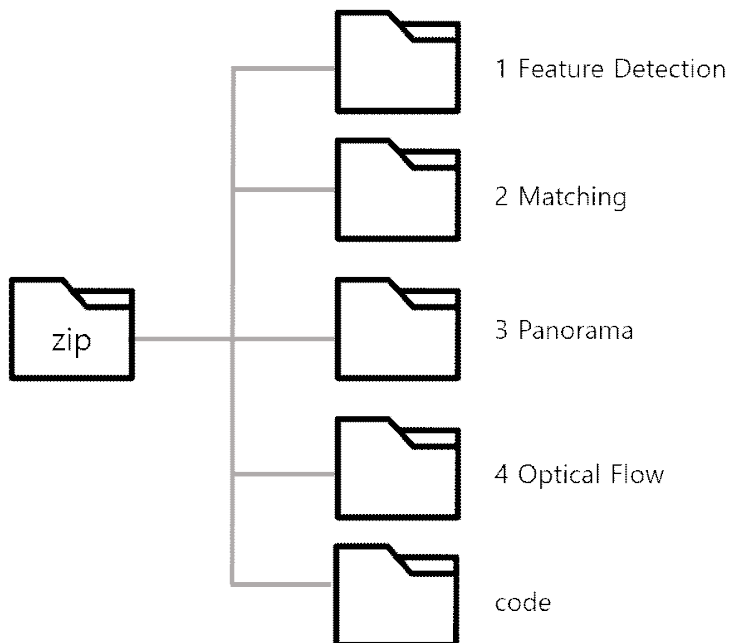 1 Feature Detection
2 Matching
zip
3 Panorama
4 Optical Flow
code